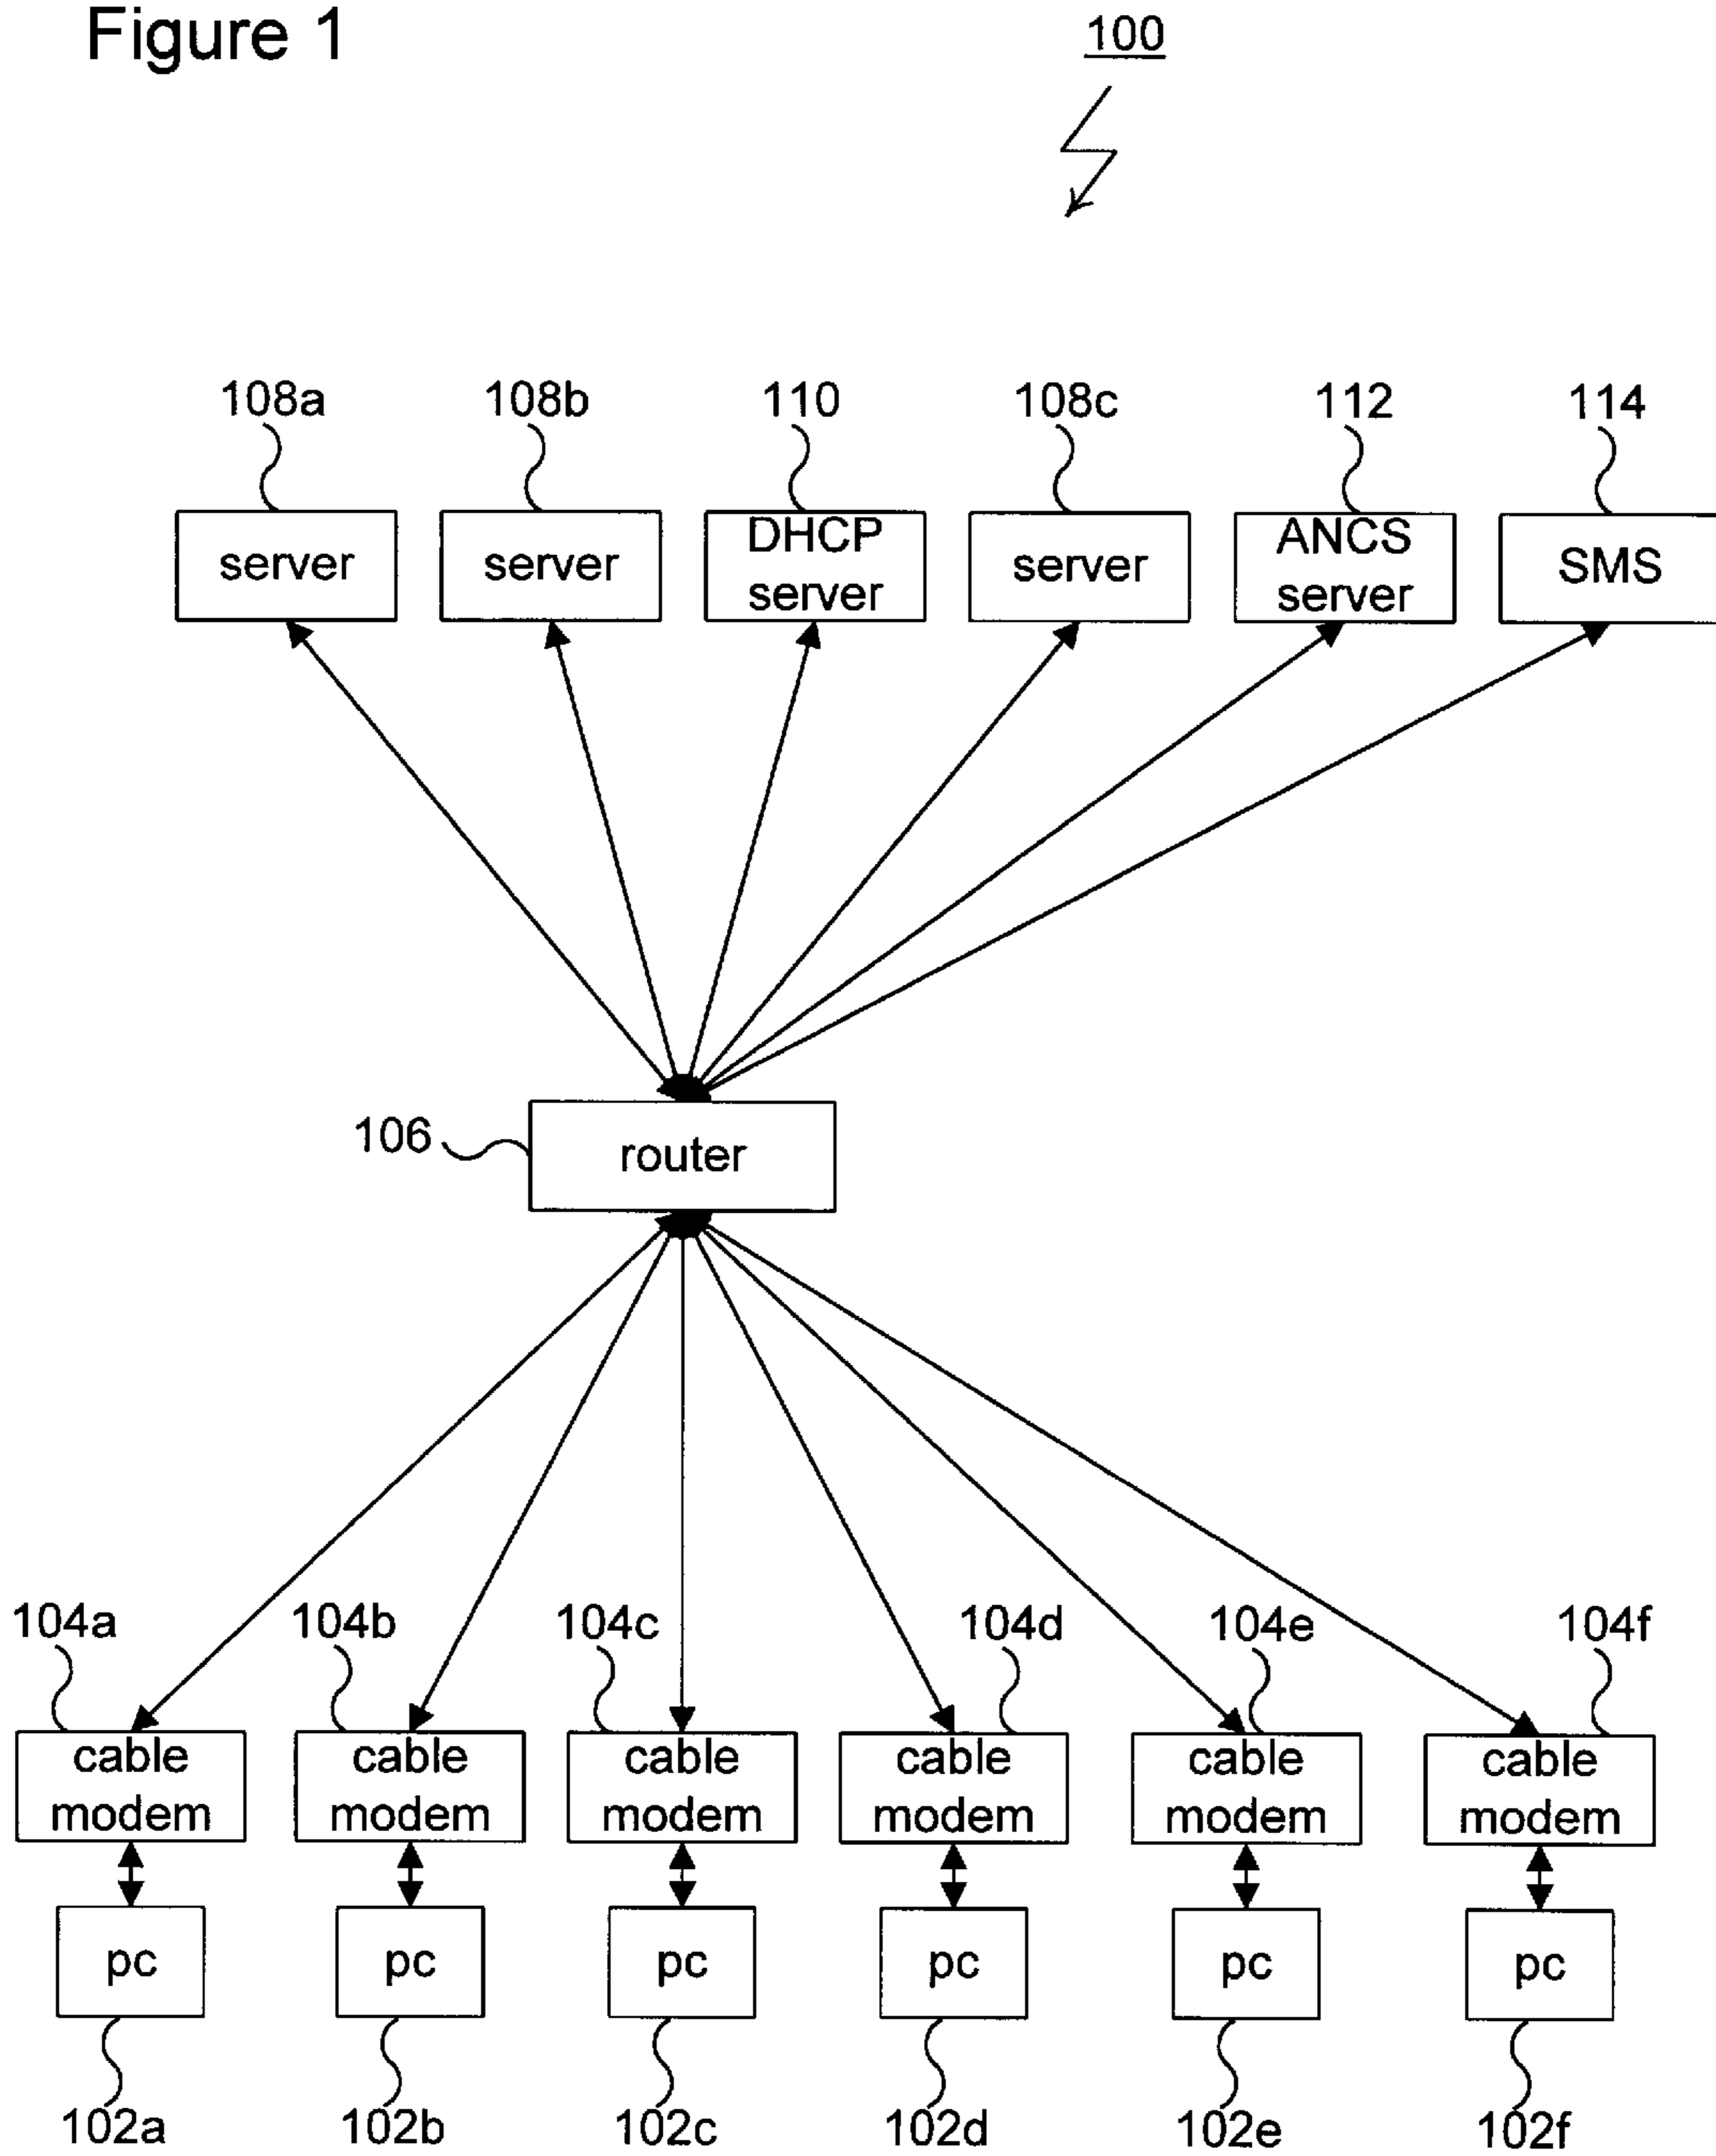 Figure 1
100
108a 108b 110 108c 112 114
server server DHCP server server ANCS server SMS
106 router
104a 104b 104c 104d 104e 104f
cable modem cable modem cable modem cable modem cable modem cable modem
pc pc pc pc pc pc
102a 102b 102c 102d 102e 102f